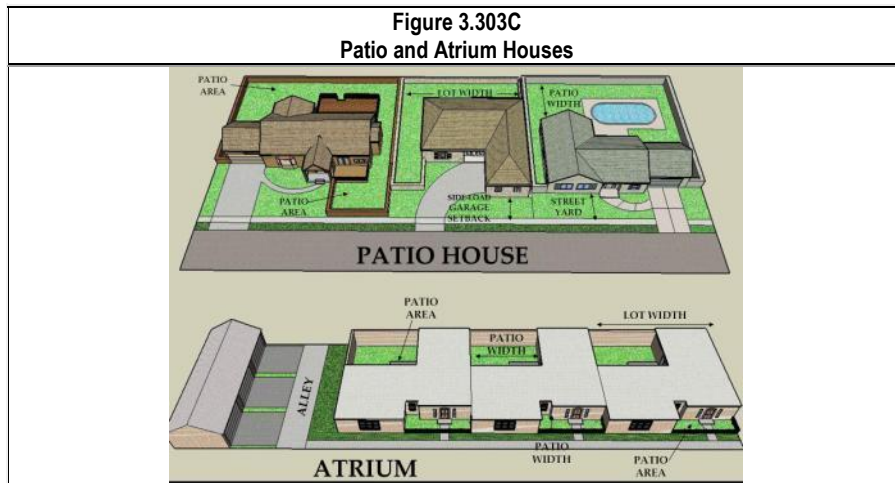 Figure 3.303C
Patio and Atrium Houses
PATIO
AREA
LOT WIDTH
PATIO
WIDTH
PATIO
AREA
SIDE-LOAD
GARAGE
SETBACK
STREET
YARD
PATIO HOUSE
PATIO
AREA
LOT WIDTH
PATIO
WIDTH
ALLEY
PATIO
WIDTH
PATIO
AREA
ATRIUM